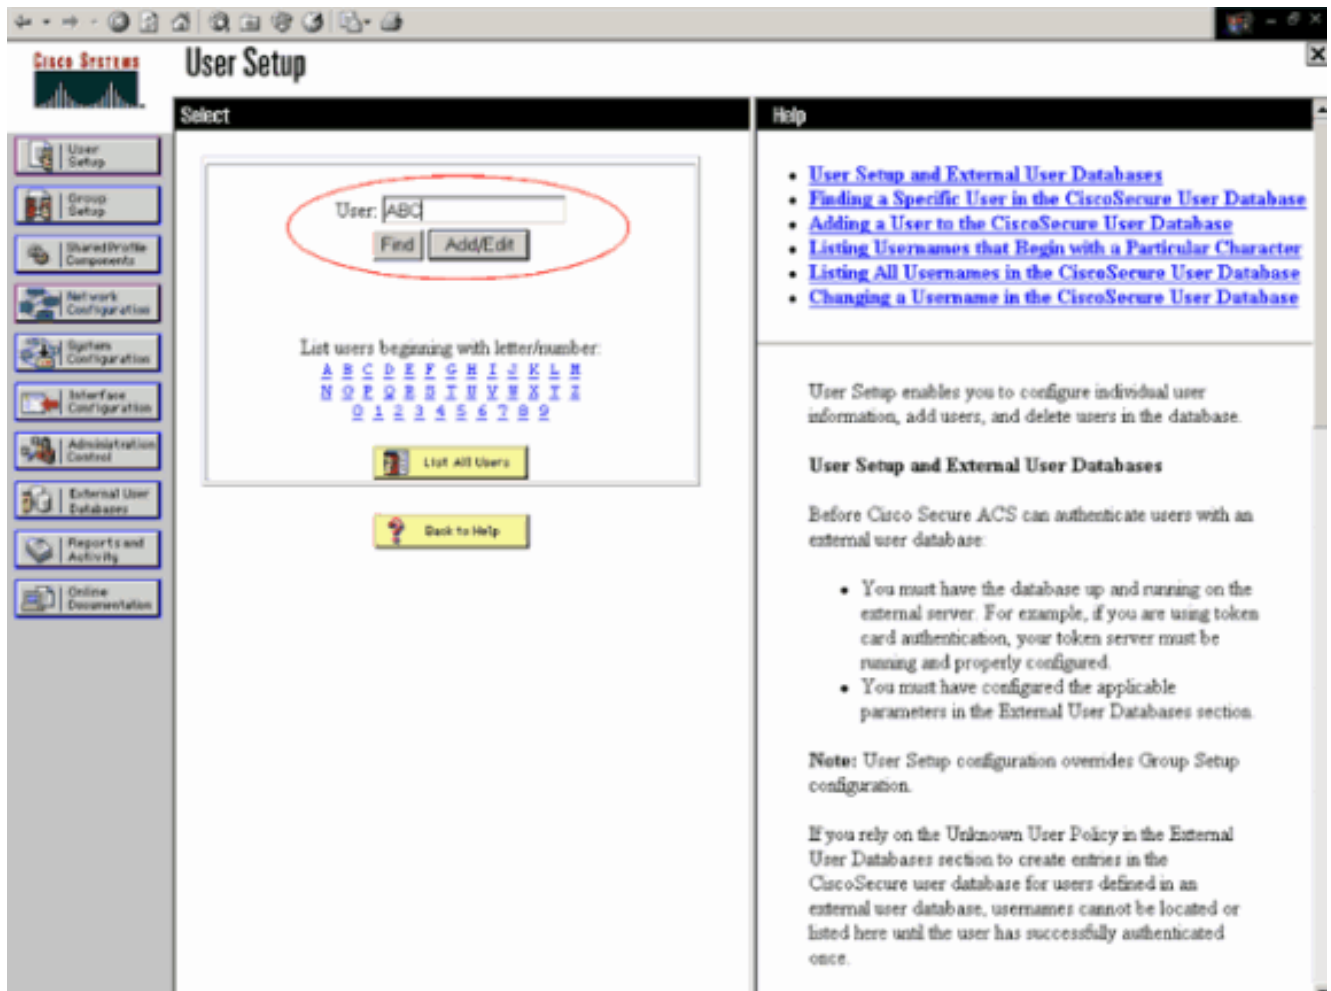 CISCO SYSTEMS
User Setup
Select
Help
User
Setup
Group
Setup
Shared Profile
Components
Network
Configuration
System
Configuration
Interface
Configuration
Administration
Control
External User
Databases
Reports and
Activity
Online
Documentation
User: ABC
Find Add/Edit
List users beginning with letter/number:
A B C D E F G H I J K L M
N O P Q R S T U V W X Y Z
0 1 2 3 4 5 6 7 8 9
List All Users
Back to Help
• User Setup and External User Databases
• Finding a Specific User in the CiscoSecure User Database
• Adding a User to the CiscoSecure User Database
• Listing Usernames that Begin with a Particular Character
• Listing All Usernames in the CiscoSecure User Database
• Changing a Username in the CiscoSecure User Database
User Setup enables you to configure individual user
information, add users, and delete users in the database.
User Setup and External User Databases
Before Cisco Secure ACS can authenticate users with an
external user database:
• You must have the database up and running on the
external server. For example, if you are using token
card authentication, your token server must be
running and properly configured.
• You must have configured the applicable
parameters in the External User Databases section.
Note: User Setup configuration overrides Group Setup
configuration.
If you rely on the Unknown User Policy in the External
User Databases section to create entries in the
CiscoSecure user database for users defined in an
external user database, usernames cannot be located or
listed here until the user has successfully authenticated
once.